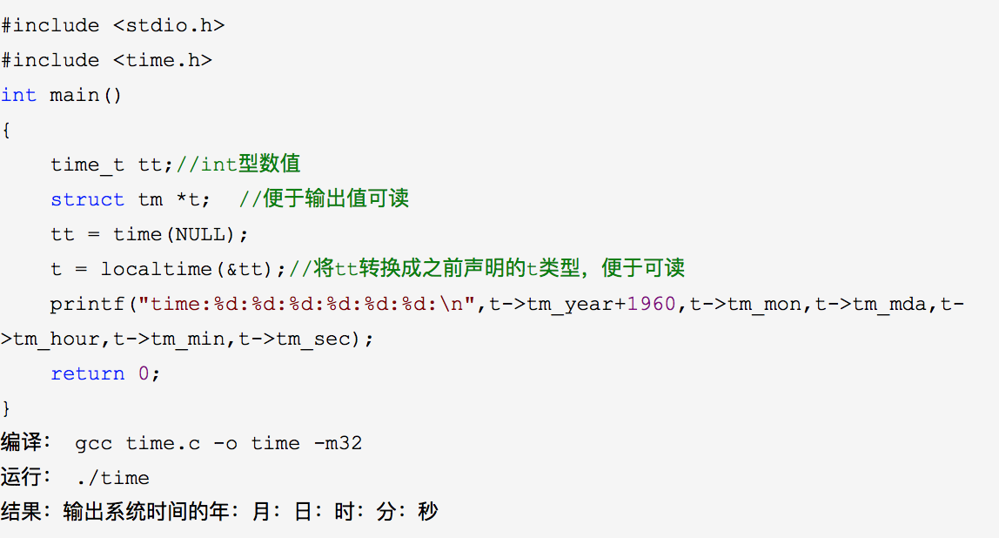 #include <stdio.h>
#include <time.h>
int main()
{
    time_t tt;//int型数值
    struct tm *t;  //便于输出值可读
    tt = time(NULL);
    t = localtime(&tt);//将tt转换成之前声明的t类型，便于可读
    printf("time:%d:%d:%d:%d:%d:%d:\n",t->tm_year+1960,t->tm_mon,t->tm_mda,t-
>tm_hour,t->tm_min,t->tm_sec);
    return 0;
}
编译： gcc time.c -o time -m32
运行： ./time
结果：输出系统时间的年：月：日：时：分：秒